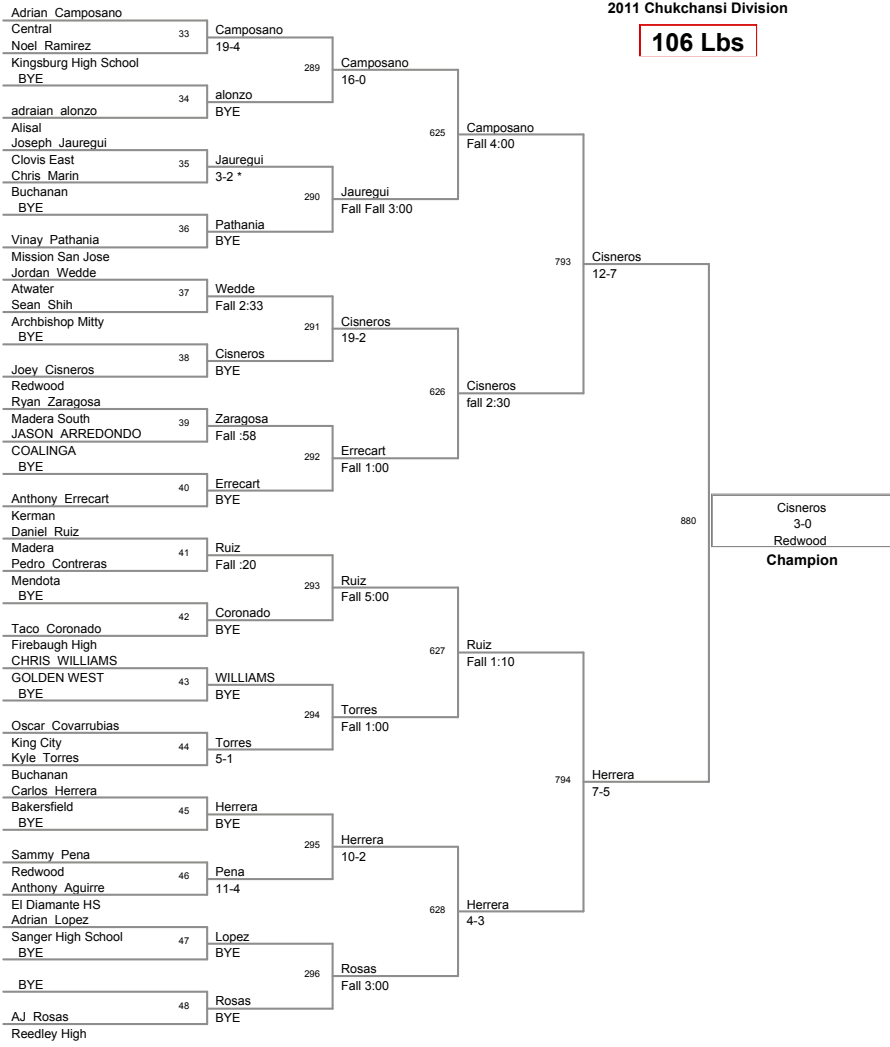 2011 Chukchansi Division
106 Lbs
Adrian Camposano
Central
Noel Ramirez
Kingsburg High School
BYE
adraian alonzo
Alisal
Joseph Jauregui
Clovis East
Chris Marin
Buchanan
BYE
Vinay Pathania
Mission San Jose
Jordan Wedde
Atwater
Sean Shih
Archbishop Mitty
BYE
Joey Cisneros
Redwood
Ryan Zaragosa
Madera South
JASON ARREDONDO
COALINGA
BYE
Anthony Errecart
Kerman
Daniel Ruiz
Madera
Pedro Contreras
Mendota
BYE
Taco Coronado
Firebaugh High
CHRIS WILLIAMS
GOLDEN WEST
BYE
Oscar Covarrubias
King City
Kyle Torres
Buchanan
Carlos Herrera
Bakersfield
BYE
Sammy Pena
Redwood
Anthony Aguirre
El Diamante HS
Adrian Lopez
Sanger High School
BYE
BYE
AJ Rosas
Reedley High
33
34
35
36
37
38
39
40
41
42
43
44
45
46
47
48
Camposano
19-4
alonzo
BYE
Jauregui
3-2 *
Pathania
BYE
Wedde
Fall 2:33
Cisneros
BYE
Zaragosa
Fall :58
Errecart
BYE
Ruiz
Fall :20
Coronado
BYE
WILLIAMS
BYE
Torres
5-1
Herrera
BYE
Pena
11-4
Lopez
BYE
Rosas
BYE
289
290
291
292
293
294
295
296
Camposano
16-0
Jauregui
Fall Fall 3:00
Cisneros
19-2
Errecart
Fall 1:00
Ruiz
Fall 5:00
Torres
Fall 1:00
Herrera
10-2
Rosas
Fall 3:00
625
626
627
628
Camposano
Fall 4:00
Cisneros
fall 2:30
Ruiz
Fall 1:10
Herrera
4-3
793
794
Cisneros
12-7
Herrera
7-5
880
Cisneros
3-0
Redwood
Champion